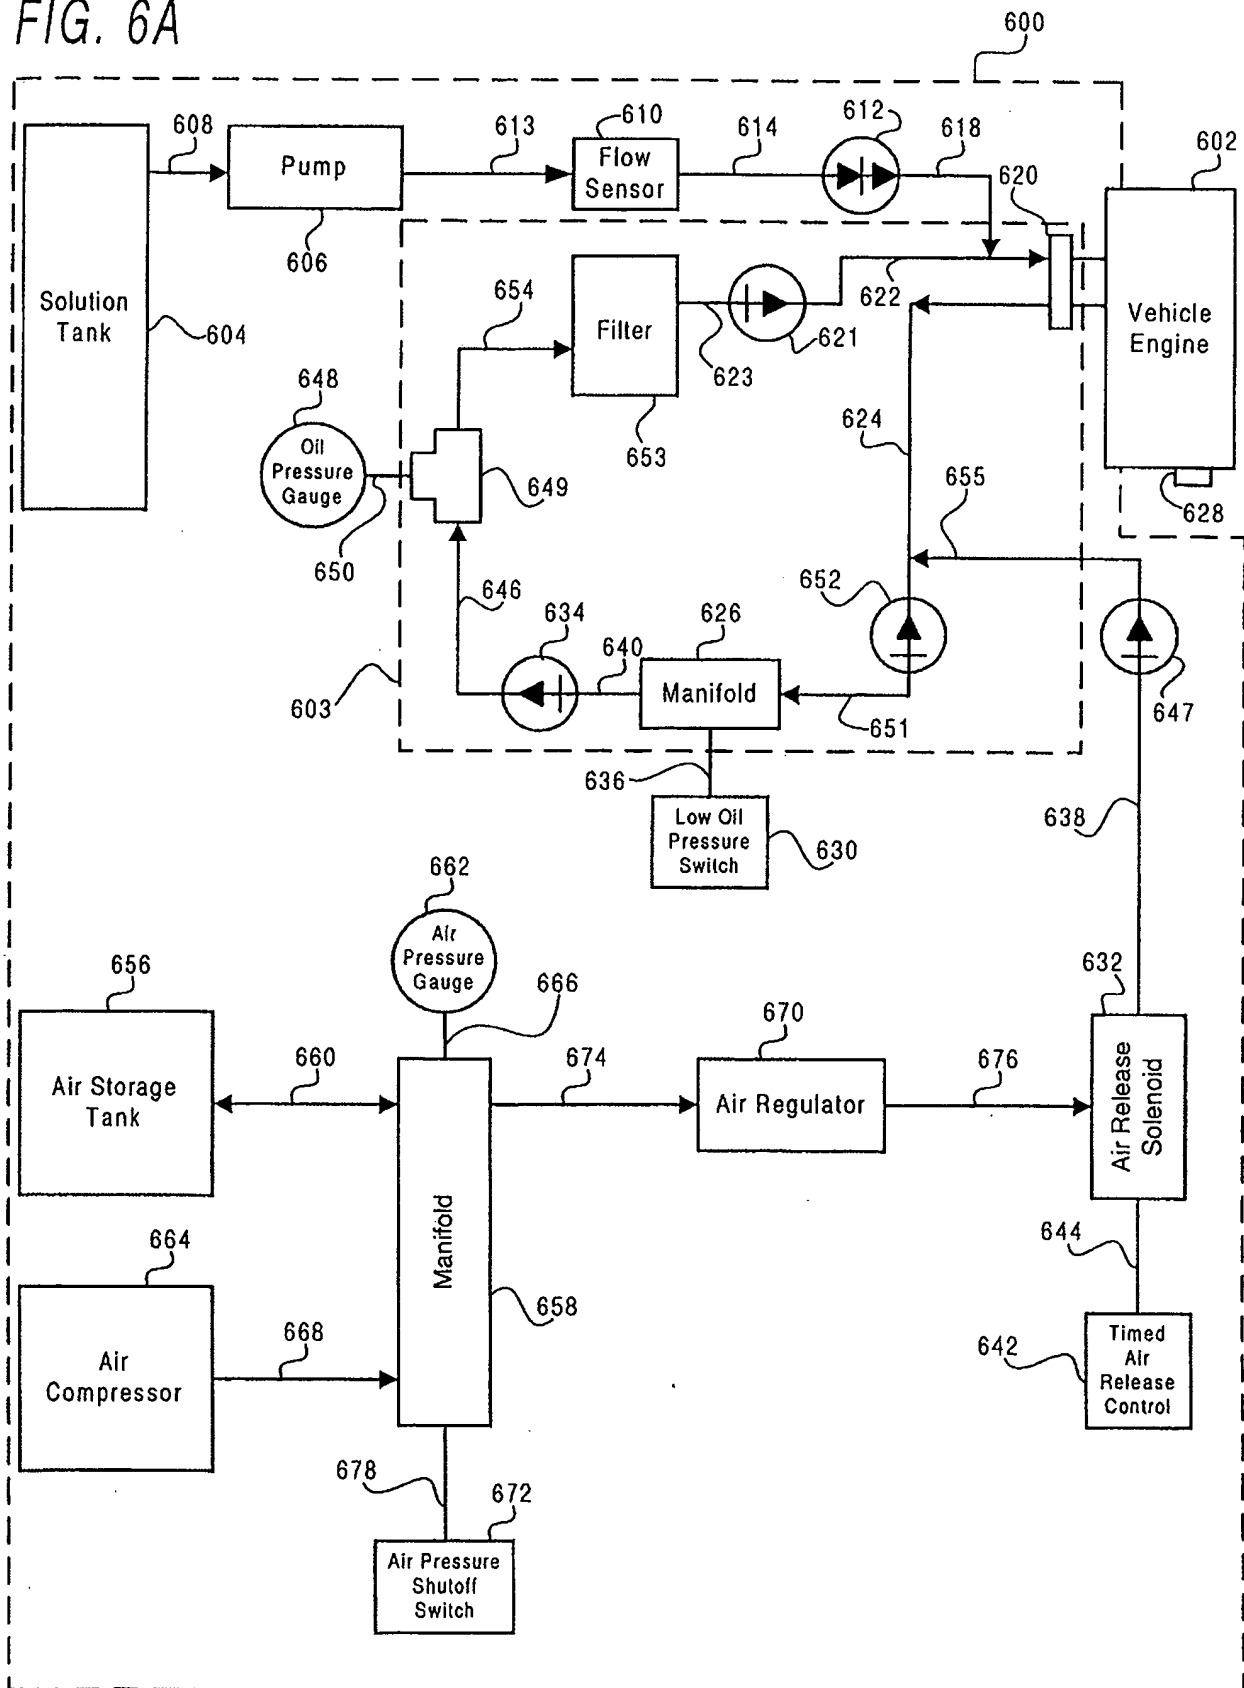 FIG. 6A
600
608
613
610
614
612
618
620
602
Pump
Flow
Sensor
606
Solution
Tank
604
654
Filter
622
621
623
Vehicle
Engine
648
Oil
Pressure
Gauge
649
653
624
655
628
650
646
652
634
626
640
Manifold
603
651
647
636
Low Oil
Pressure
Switch
630
638
662
Air
Pressure
Gauge
656
666
632
660
674
670
676
Air Storage
Tank
Air Regulator
Air Release
Solenoid
Manifold
664
658
644
668
Air
Compressor
642
Timed
Air
Release
Control
678
672
Air Pressure
Shutoff
Switch